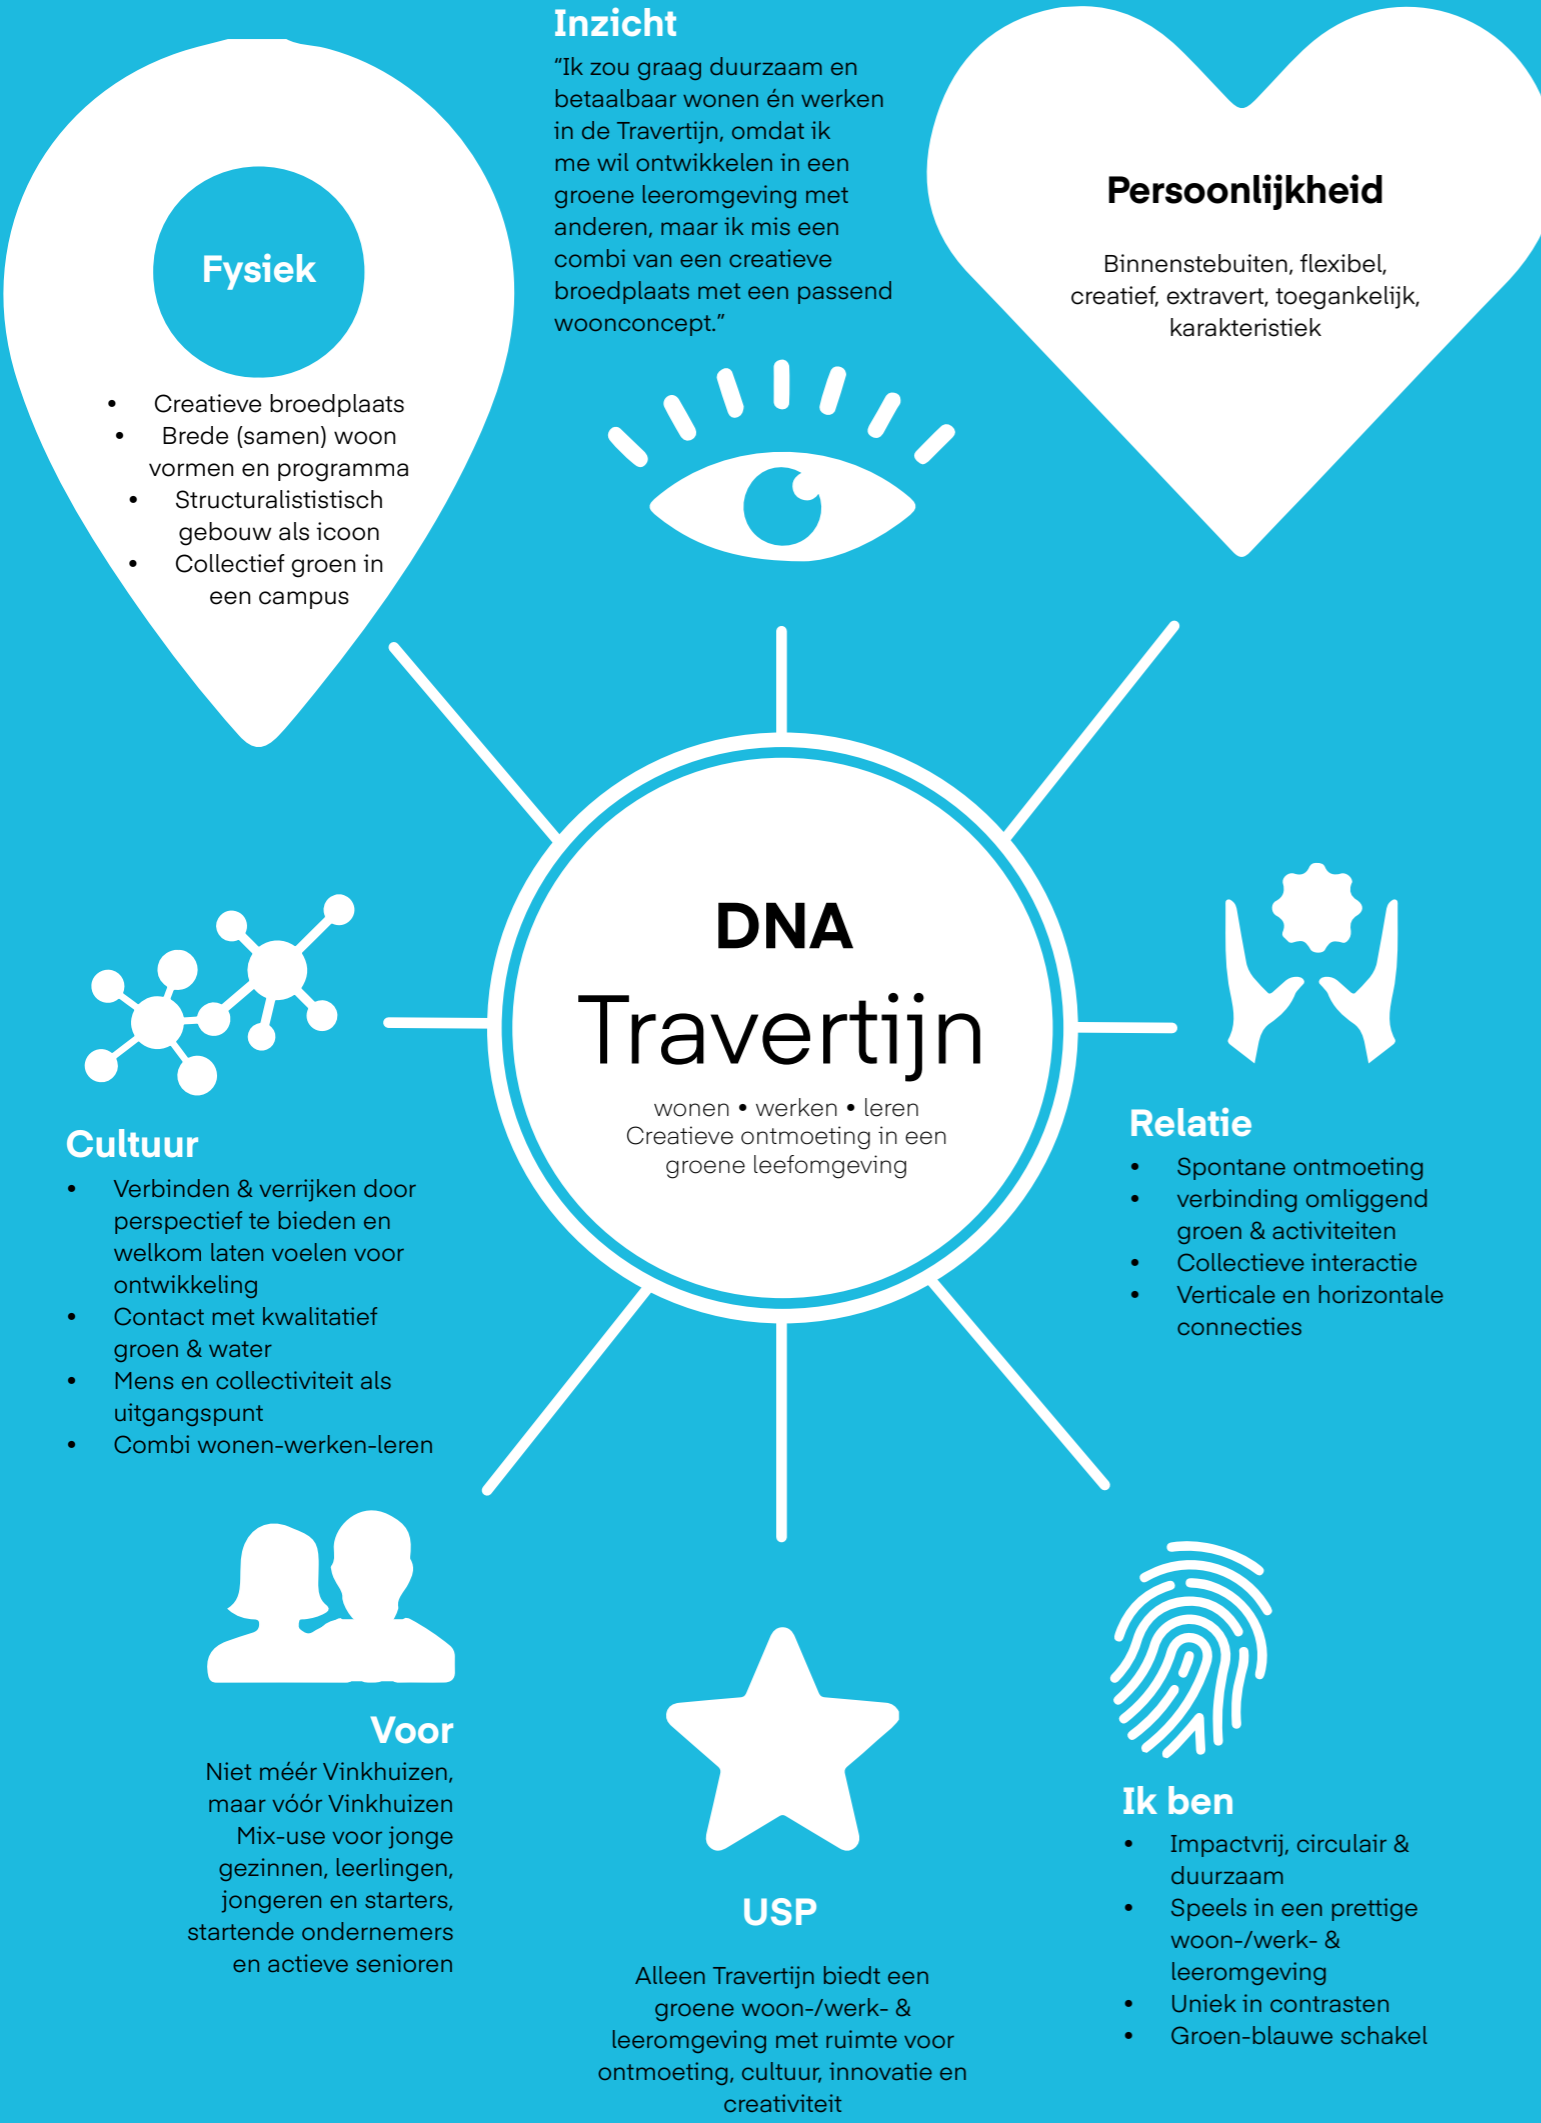 Inzicht
“Ik zou graag duurzaam en
betaalbaar wonen én werken
in de Travertijn, omdat ik
me wil ontwikkelen in een
groene leeromgeving met
anderen, maar ik mis een
combi van een creatieve
broedplaats met een passend
woonconcept.”
Persoonlijkheid
Binnenstebuiten, flexibel,
creatief, extravert, toegankelijk,
karakteristiek
Fysiek
• Creatieve broedplaats
• Brede (samen) woon
vormen en programma
• Structuralististisch
gebouw als icoon
• Collectief groen in
een campus
DNA
Travertijn
wonen • werken • leren
Creatieve ontmoeting in een
groene leefomgeving
Cultuur
• Verbinden & verrijken door
perspectief te bieden en
welkom laten voelen voor
ontwikkeling
• Contact met kwalitatief
groen & water
• Mens en collectiviteit als
uitgangspunt
• Combi wonen-werken-leren
Relatie
• Spontane ontmoeting
• verbinding omliggend
groen & activiteiten
• Collectieve interactie
• Verticale en horizontale
connecties
Voor
Niet méér Vinkhuizen,
maar vóór Vinkhuizen
Mix-use voor jonge
gezinnen, leerlingen,
jongeren en starters,
startende ondernemers
en actieve senioren
USP
Alleen Travertijn biedt een
groene woon-/werk- &
leeromgeving met ruimte voor
ontmoeting, cultuur, innovatie en
creativiteit
Ik ben
• Impactvrij, circulair &
duurzaam
• Speels in een prettige
woon-/werk- &
leeromgeving
• Uniek in contrasten
• Groen-blauwe schakel